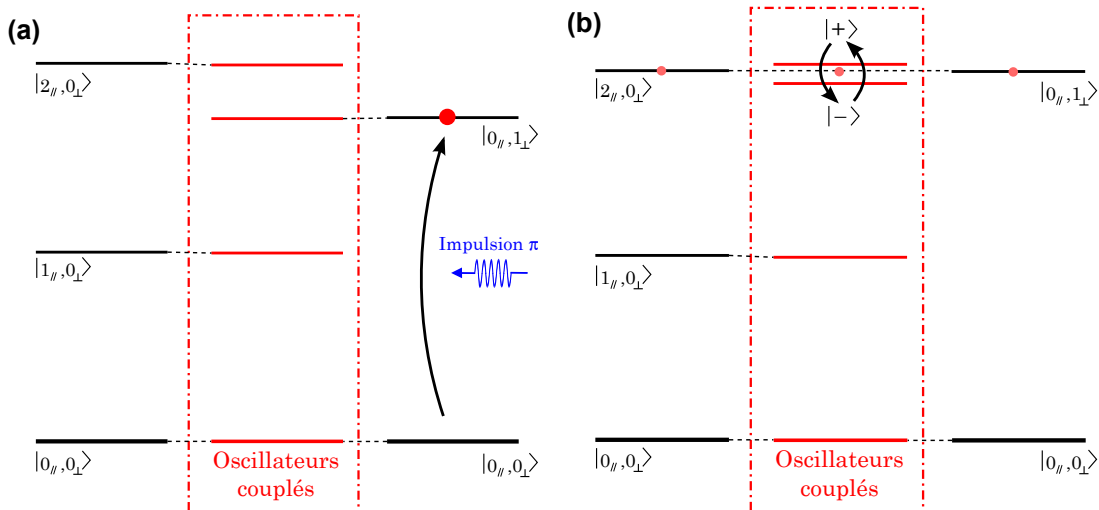 (a)
|2∥,0⊥⟩
|0∥,1⊥⟩
Impulsion π
|1∥,0⊥⟩
|0∥,0⊥⟩
Oscillateurs
couplés
|0∥,0⊥⟩
(b)
|+⟩
|2∥,0⊥⟩
|0∥,1⊥⟩
|−⟩
|1∥,0⊥⟩
|0∥,0⊥⟩
Oscillateurs
couplés
|0∥,0⊥⟩